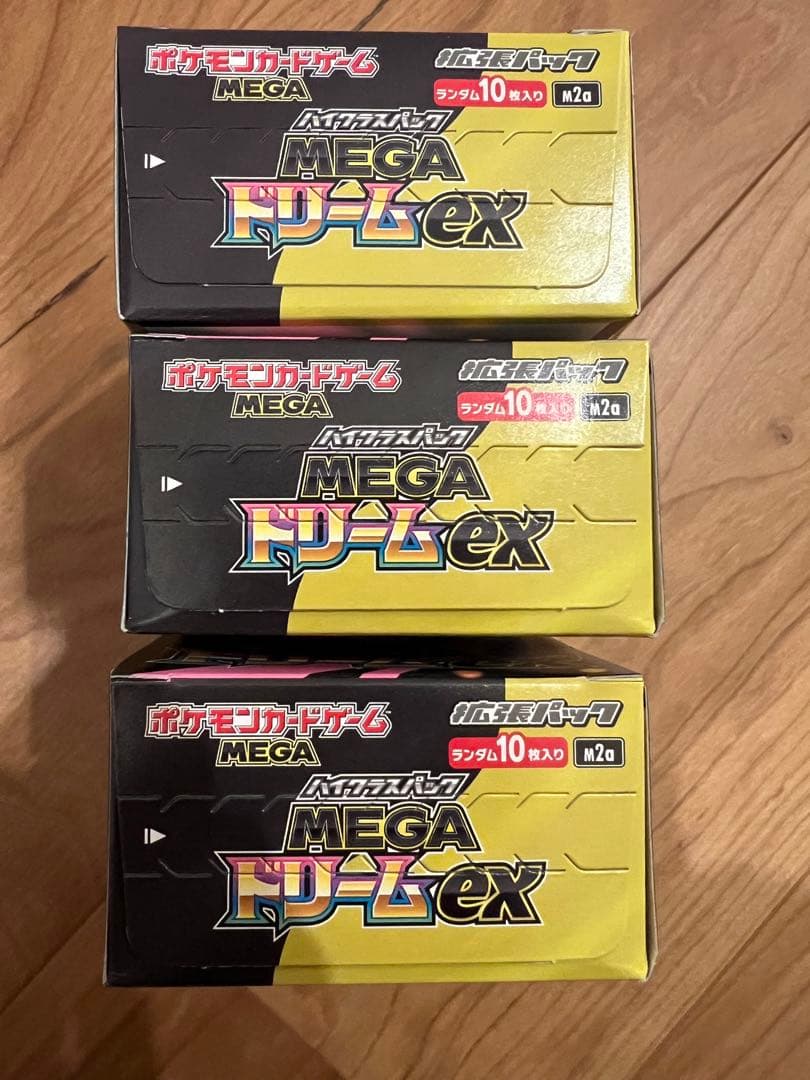 ポケモンカードゲーム
MEGA
拡張パック
ランダム10枚入り M2a
ハイクラスパック
MEGA
ドリームex
ポケモンカードゲーム
MEGA
拡張パック
ランダム10枚入り M2a
ハイクラスパック
MEGA
ドリームex
ポケモンカードゲーム
MEGA
拡張パック
ランダム10枚入り M2a
ハイクラスパック
MEGA
ドリームex